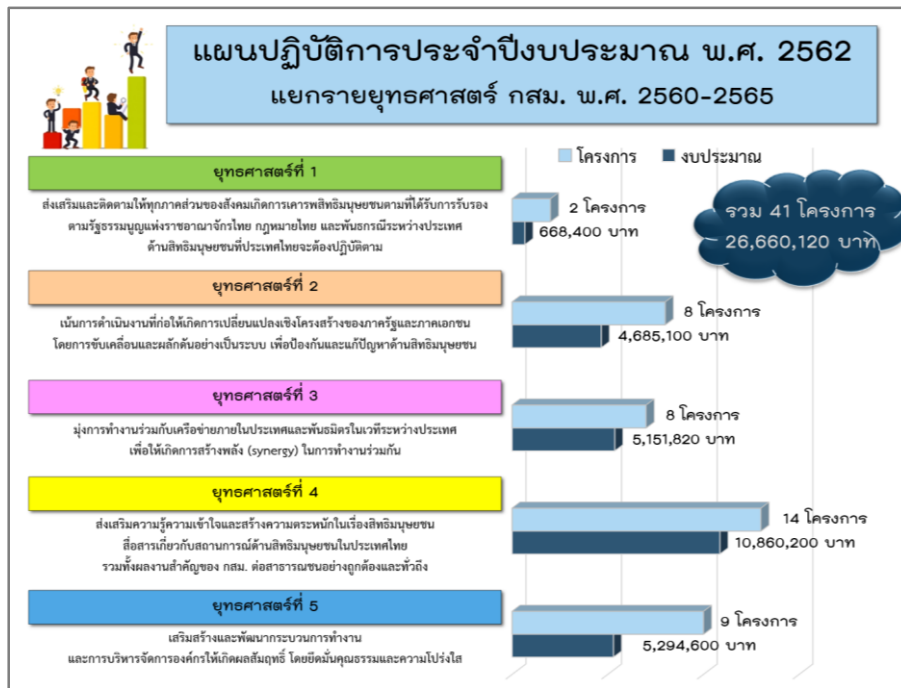 แผนปฏิบัติการประจำปีงบประมาณ พ.ศ. 2562
แยกรายยุทธศาสตร์ กสม. พ.ศ. 2560-2565
โครงการ งบประมาณ
รวม 41 โครงการ
26,660,120 บาท
ยุทธศาสตร์ที่ 1
ส่งเสริมและติดตามให้ทุกภาคส่วนของสังคมเกิดการเคารพสิทธิมนุษยชนตามที่ได้รับการรับรอง
ตามรัฐธรรมนูญแห่งราชอาณาจักรไทย กฎหมายไทย และพันธกรณีระหว่างประเทศ
ด้านสิทธิมนุษยชนที่ประเทศไทยจะต้องปฏิบัติตาม
2 โครงการ
668,400 บาท
ยุทธศาสตร์ที่ 2
เน้นการดำเนินงานที่ก่อให้เกิดการเปลี่ยนแปลงเชิงโครงสร้างของภาครัฐและภาคเอกชน
โดยการขับเคลื่อนและผลักดันอย่างเป็นระบบ เพื่อป้องกันและแก้ปัญหาด้านสิทธิมนุษยชน
8 โครงการ
4,685,100 บาท
ยุทธศาสตร์ที่ 3
มุ่งการทำงานร่วมกับเครือข่ายภายในประเทศและพันธมิตรในเวทีระหว่างประเทศ
เพื่อให้เกิดการสร้างพลัง (synergy) ในการทำงานร่วมกัน
8 โครงการ
5,151,820 บาท
ยุทธศาสตร์ที่ 4
ส่งเสริมความรู้ความเข้าใจและสร้างความตระหนักในเรื่องสิทธิมนุษยชน
สื่อสารเกี่ยวกับสถานการณ์ด้านสิทธิมนุษยชนในประเทศไทย
รวมทั้งผลงานสำคัญของ กสม. ต่อสาธารณชนอย่างถูกต้องและทั่วถึง
14 โครงการ
10,860,200 บาท
ยุทธศาสตร์ที่ 5
เสริมสร้างและพัฒนากระบวนการทำงาน
และการบริหารจัดการองค์กรให้เกิดผลสัมฤทธิ์ โดยยึดมั่นคุณธรรมและความโปร่งใส
9 โครงการ
5,294,600 บาท